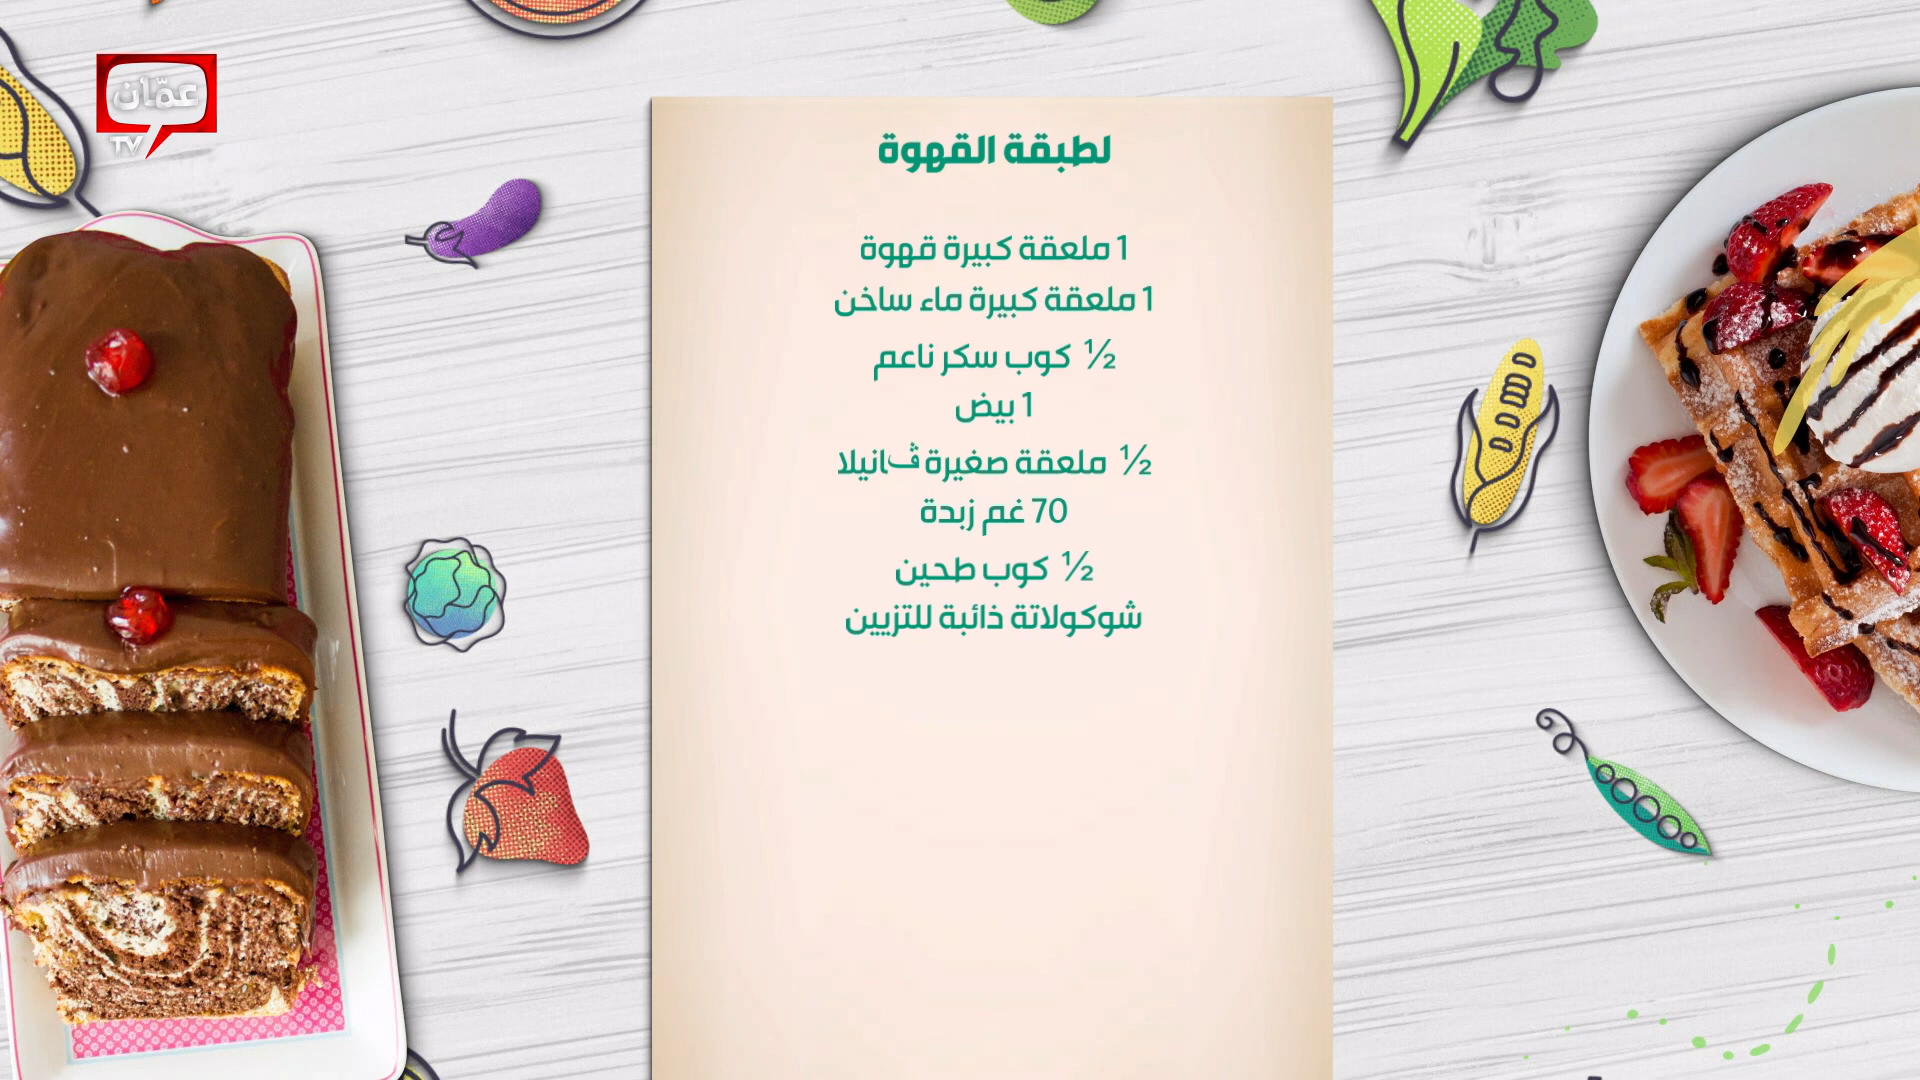 عمّان
TV
لطبقة القهوة
1 ملعقة كبيرة قهوة
1 ملعقة كبيرة ماء ساخن
½ كوب سكر ناعم
1 بيض
½ ملعقة صغيرة ڤانيلا
70 غم زبدة
½ كوب طحين
شوكولاتة ذائبة للتزيين